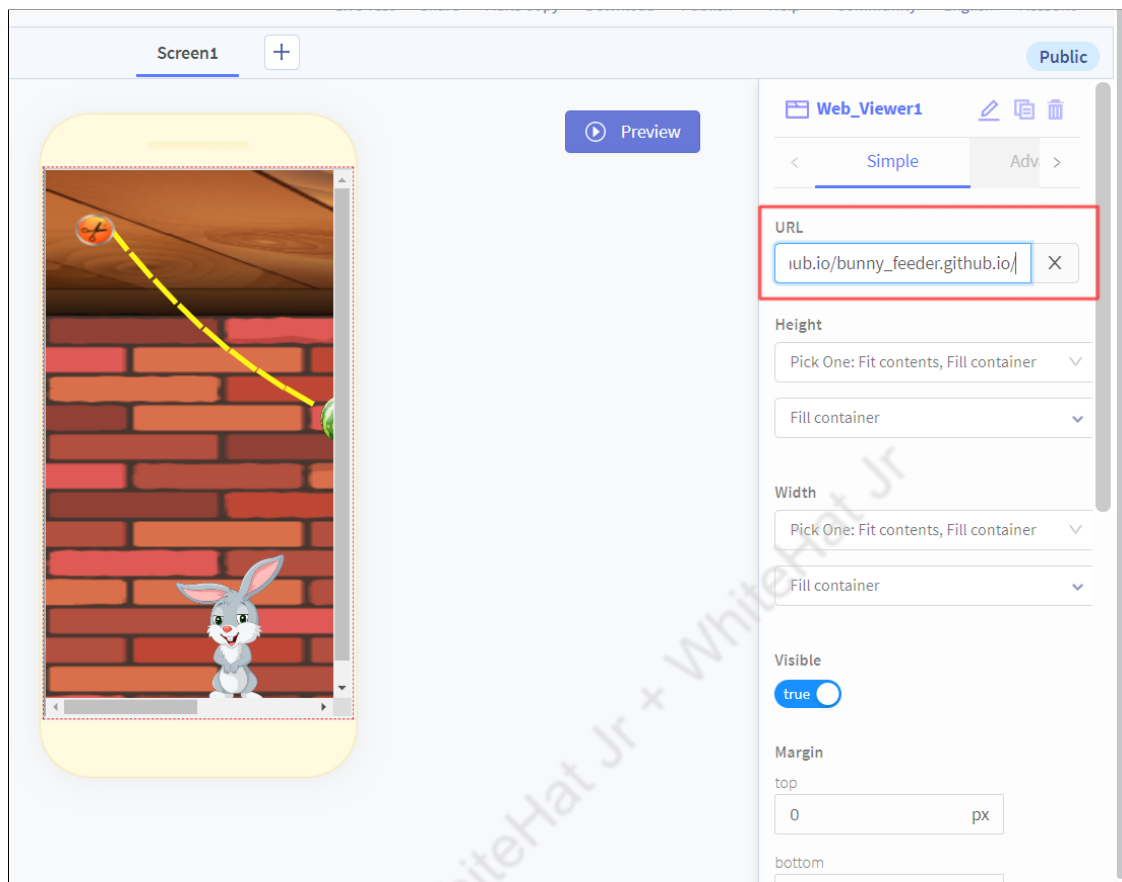 Screen1
+
Public
Preview
Web_Viewer1
Simple
Adv
URL
ub.io/bunny_feeder.github.io/
Height
Pick One: Fit contents, Fill container
Fill container
Width
Pick One: Fit contents, Fill container
Fill container
Visible
true
Margin
top
0 px
bottom
WhiteHat Jr + WhiteHat Jr